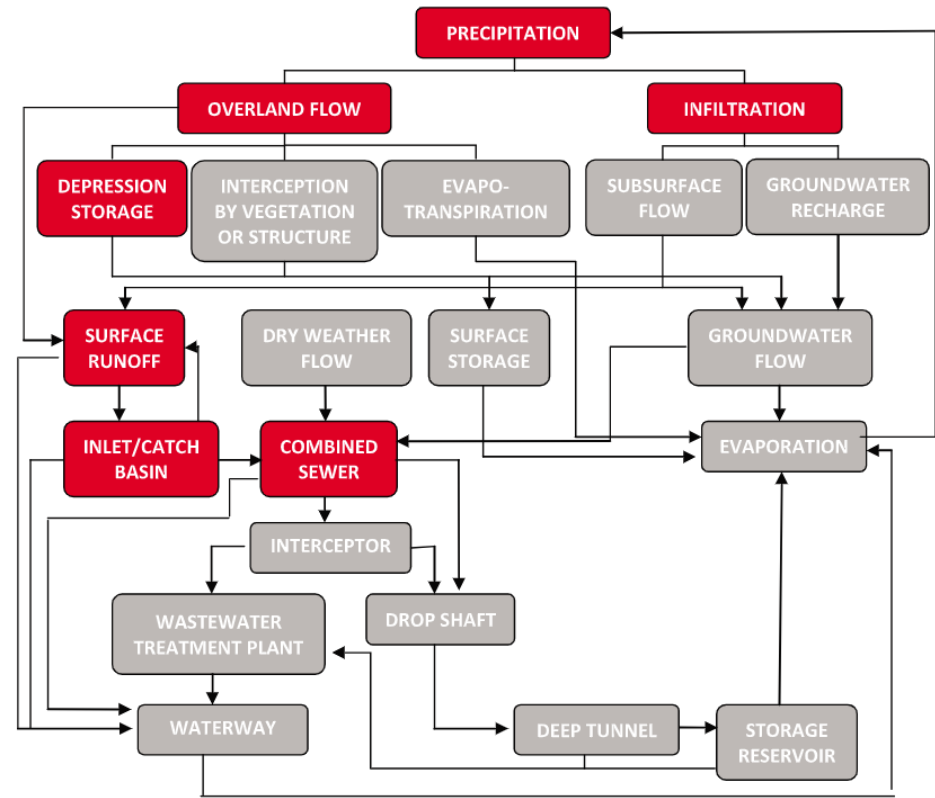 PRECIPITATION
OVERLAND FLOW
INFILTRATION
DEPRESSION
STORAGE
INTERCEPTION
BY VEGETATION
OR STRUCTURE
EVAPO-
TRANSPIRATION
SUBSURFACE
FLOW
GROUNDWATER
RECHARGE
SURFACE
RUNOFF
DRY WEATHER
FLOW
SURFACE
STORAGE
GROUNDWATER
FLOW
INLET/CATCH
BASIN
COMBINED
SEWER
EVAPORATION
INTERCEPTOR
WASTEWATER
TREATMENT PLANT
DROP SHAFT
WATERWAY
DEEP TUNNEL
STORAGE
RESERVOIR